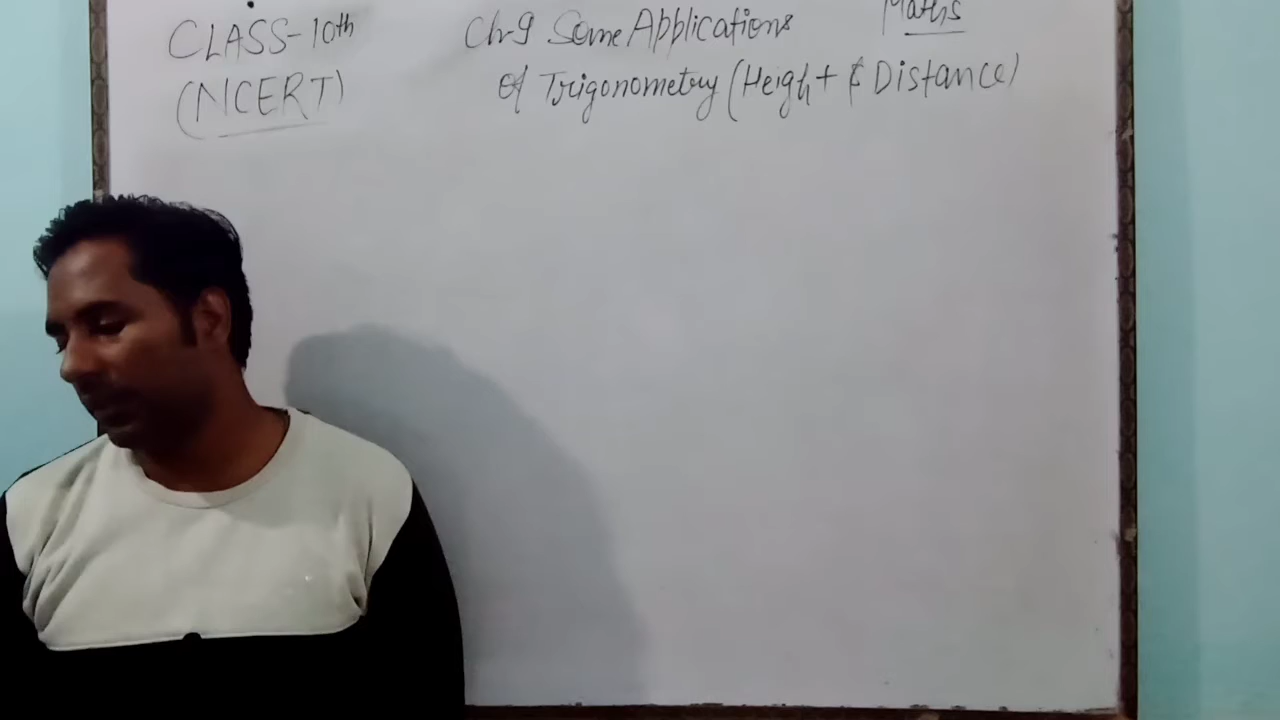 CLASS-10th
(NCERT)
Ch-9 Some Applications
Of Trigonometry (Height & Distance)
Maths